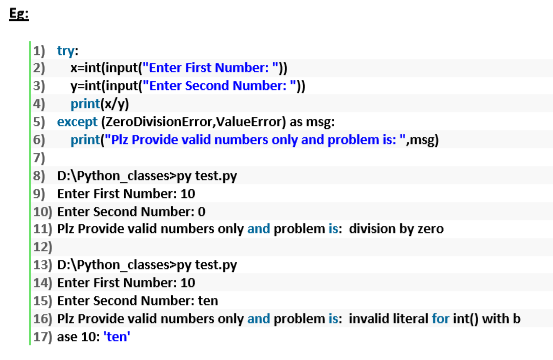 Eg:
1) try:
2) x=int(input("Enter First Number: "))
3) y=int(input("Enter Second Number: "))
4) print(x/y)
5) except (ZeroDivisionError,ValueError) as msg:
6) print("Plz Provide valid numbers only and problem is: ",msg)
7)
8) D:\Python_classes>py test.py
9) Enter First Number: 10
10) Enter Second Number: 0
11) Plz Provide valid numbers only and problem is: division by zero
12)
13) D:\Python_classes>py test.py
14) Enter First Number: 10
15) Enter Second Number: ten
16) Plz Provide valid numbers only and problem is: invalid literal for int() with b
17) ase 10: 'ten'